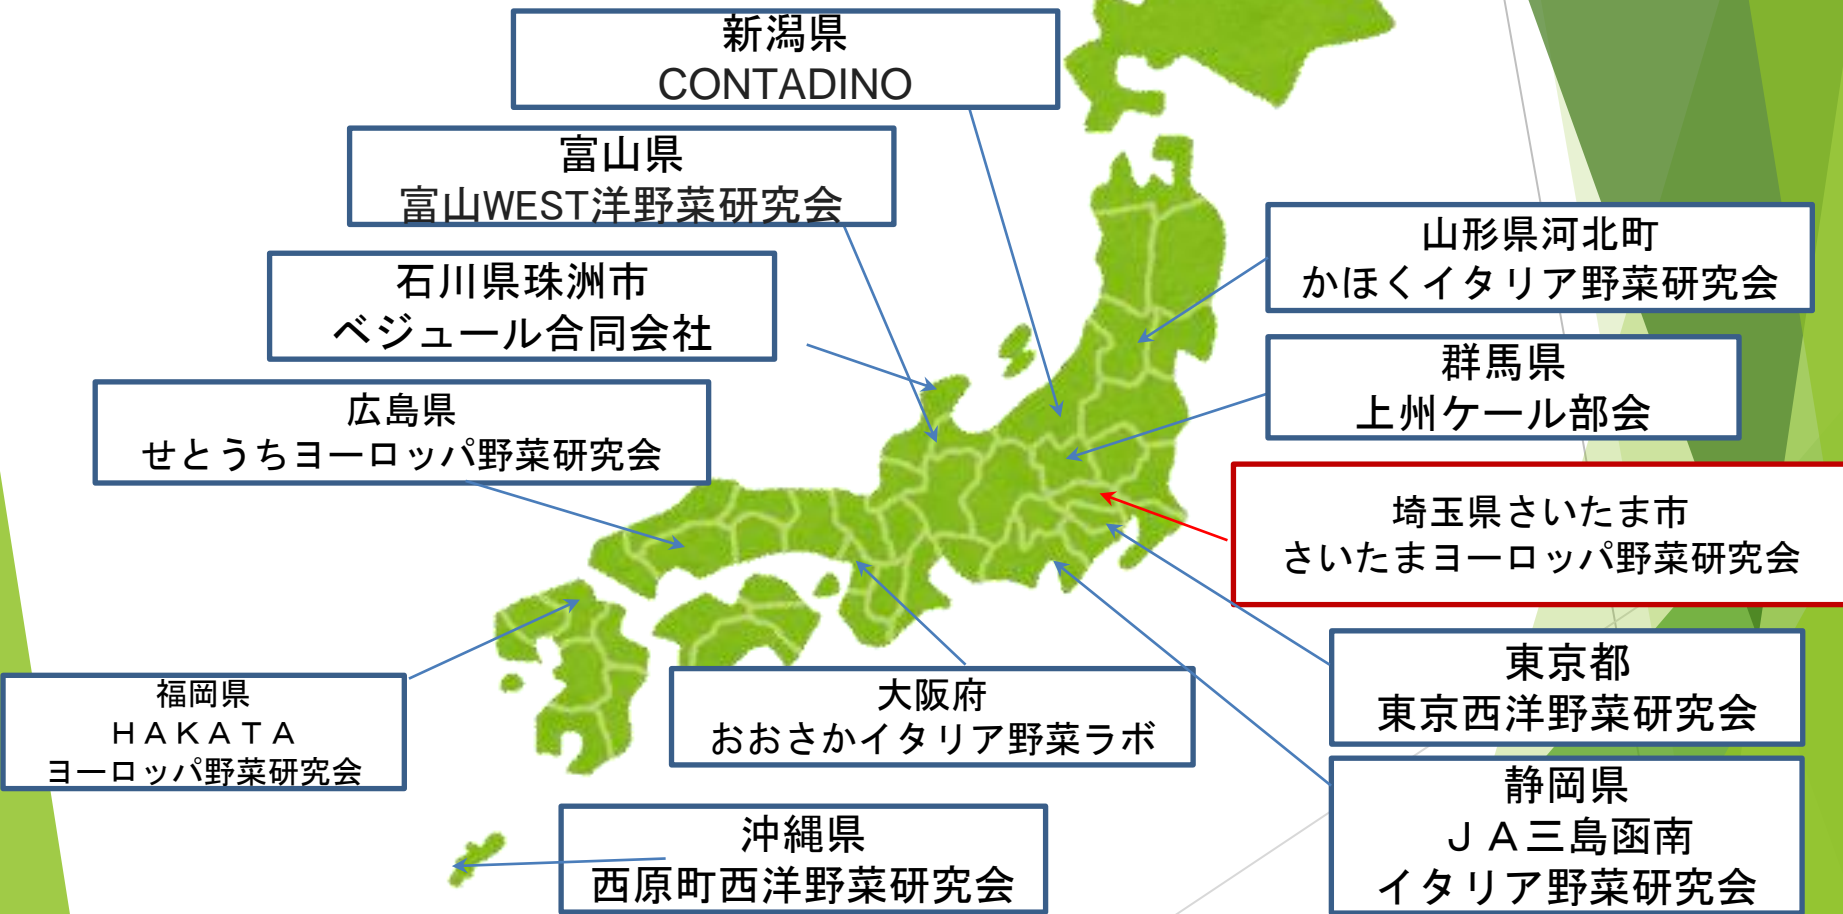 新潟県
CONTADINO
富山県
富山WEST洋野菜研究会
石川県珠洲市
ベジュール合同会社
広島県
せとうちヨーロッパ野菜研究会
山形県河北町
かほくイタリア野菜研究会
群馬県
上州ケール部会
埼玉県さいたま市
さいたまヨーロッパ野菜研究会
福岡県
ＨＡＫＡＴＡ
ヨーロッパ野菜研究会
大阪府
おおさかイタリア野菜ラボ
東京都
東京西洋野菜研究会
静岡県
ＪＡ三島函南
イタリア野菜研究会
沖縄県
西原町西洋野菜研究会